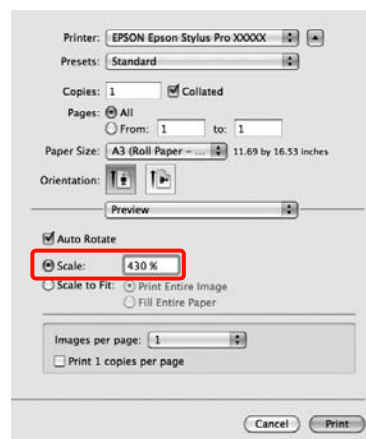 Printer: EPSON Epson Stylus Pro XXXXX
Presets: Standard
Copies: 1 Collated
Pages: All
From: 1 to: 1
Paper Size: A3 (Roll Paper – ... 11.69 by 16.53 inches
Orientation:
Preview
Auto Rotate
Scale: 430 %
Scale to Fit: Print Entire Image
Fill Entire Paper
Images per page: 1
Print 1 copies per page
Cancel Print